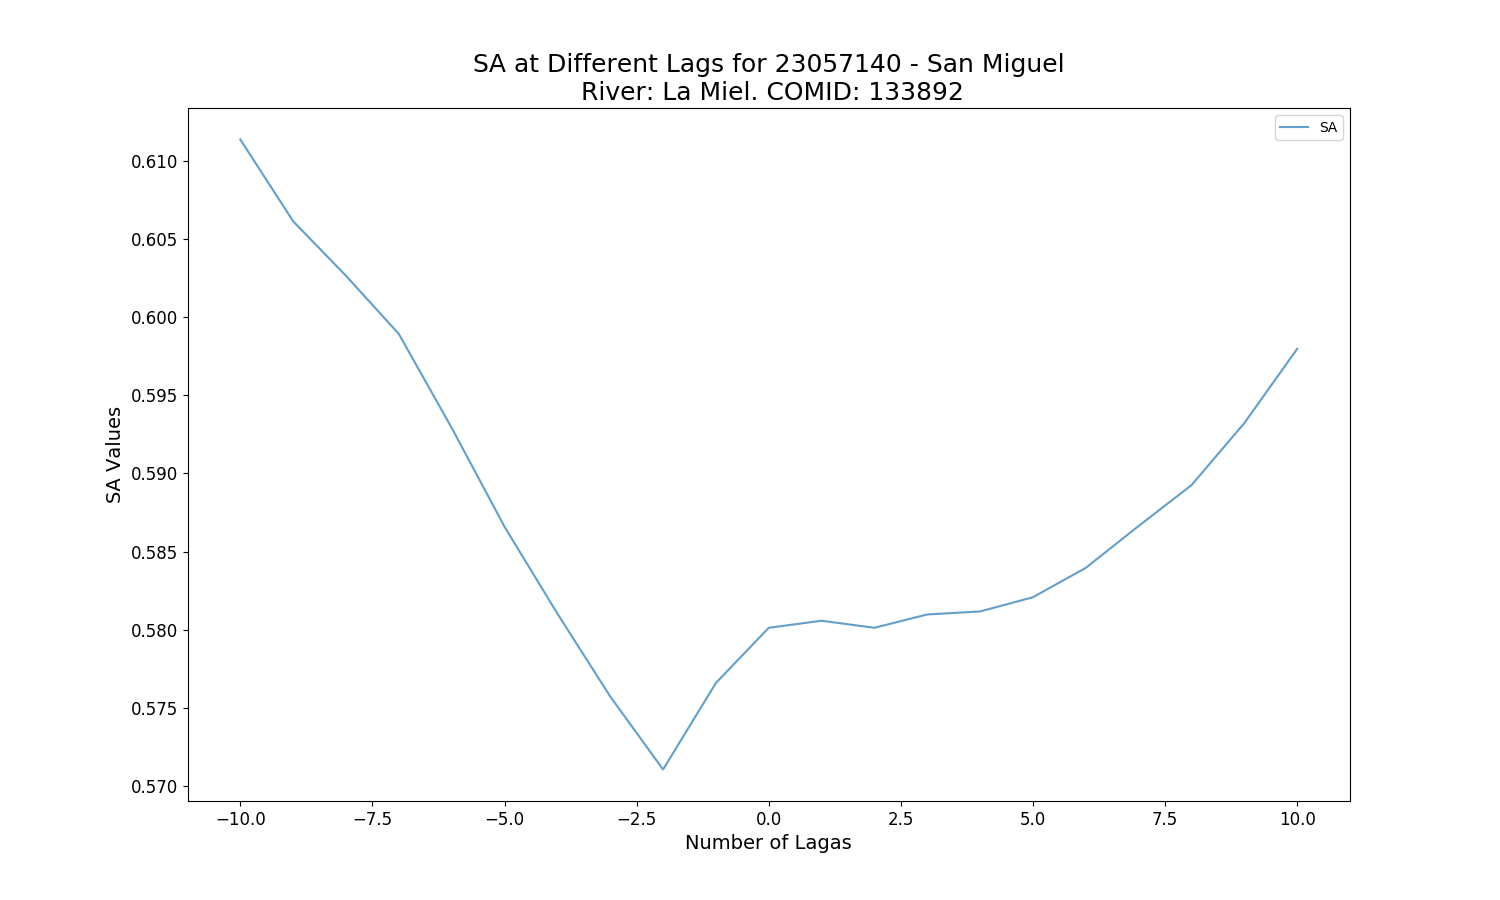 SA at Different Lags for 23057140 - San Miguel
River: La Miel. COMID: 133892
SA
0.610
0.605
0.600
0.595
0.590
0.585
0.580
0.575
0.570
SA Values
−10.0 −7.5 −5.0 −2.5 0.0 2.5 5.0 7.5 10.0
Number of Lagas